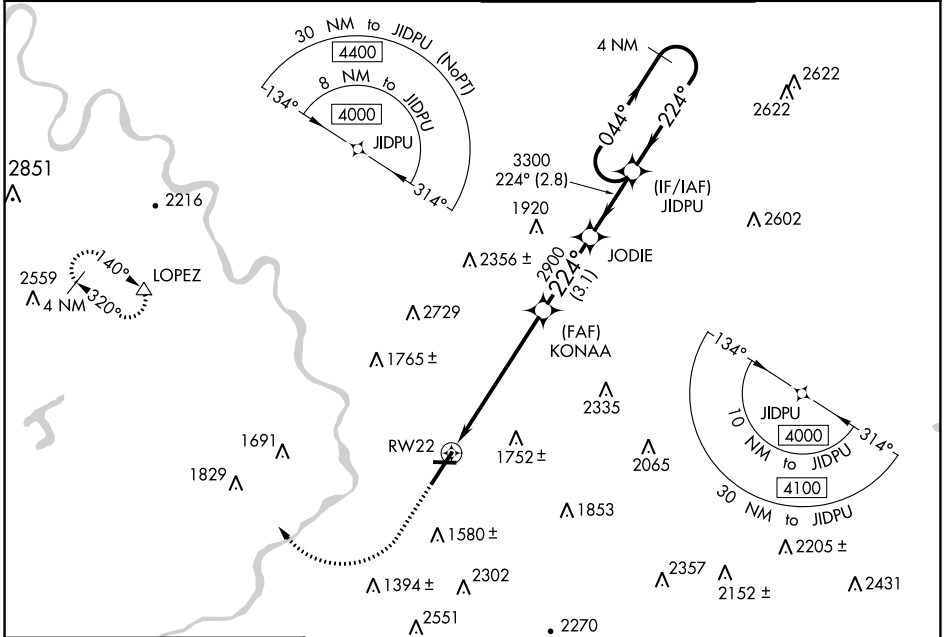 30 NM to JIDPU (NoPT)
4400
8 NM to JIDPU
4000
134°
JIDPU
314°
4 NM
044°
224°
2622
2622
3300
224° (2.8)
(IF/IAF)
JIDPU
2851
2216
1920
2602
JODIE
2356 ±
2900
224°
(3.1)
140°
LOPEZ
2559
4 NM
320°
2729
(FAF)
KONAA
1765 ±
134°
2335
JIDPU
4000
314°
10 NM to JIDPU
4100
30 NM to JIDPU
RW22
1691
1752 ±
2065
1829
1853
1580 ±
2205 ±
1394 ±
2302
2357
2152 ±
2431
2551
2270